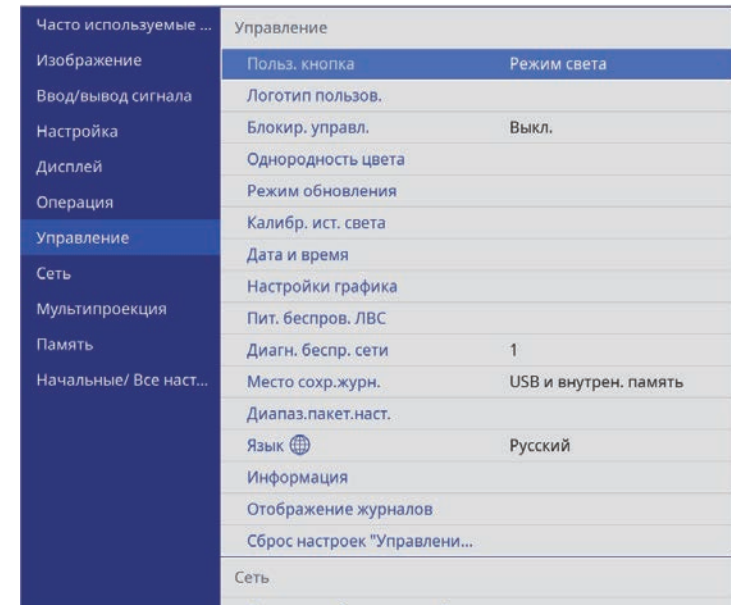 Часто используемые ...
Изображение
Ввод/вывод сигнала
Настройка
Дисплей
Операция
Управление
Сеть
Мультипроекция
Память
Начальные/ Все наст...
Управление
Польз. кнопка Режим света
Логотип пользов.
Блокир. управл. Выкл.
Однородность цвета
Режим обновления
Калибр. ист. света
Дата и время
Настройки графика
Пит. беспров. ЛВС
Диагн. беспр. сети 1
Место сохр.журн. USB и внутрен. память
Диапаз.пакет.наст.
Язык Русский
Информация
Отображение журналов
Сброс настроек "Управлени...
Сеть